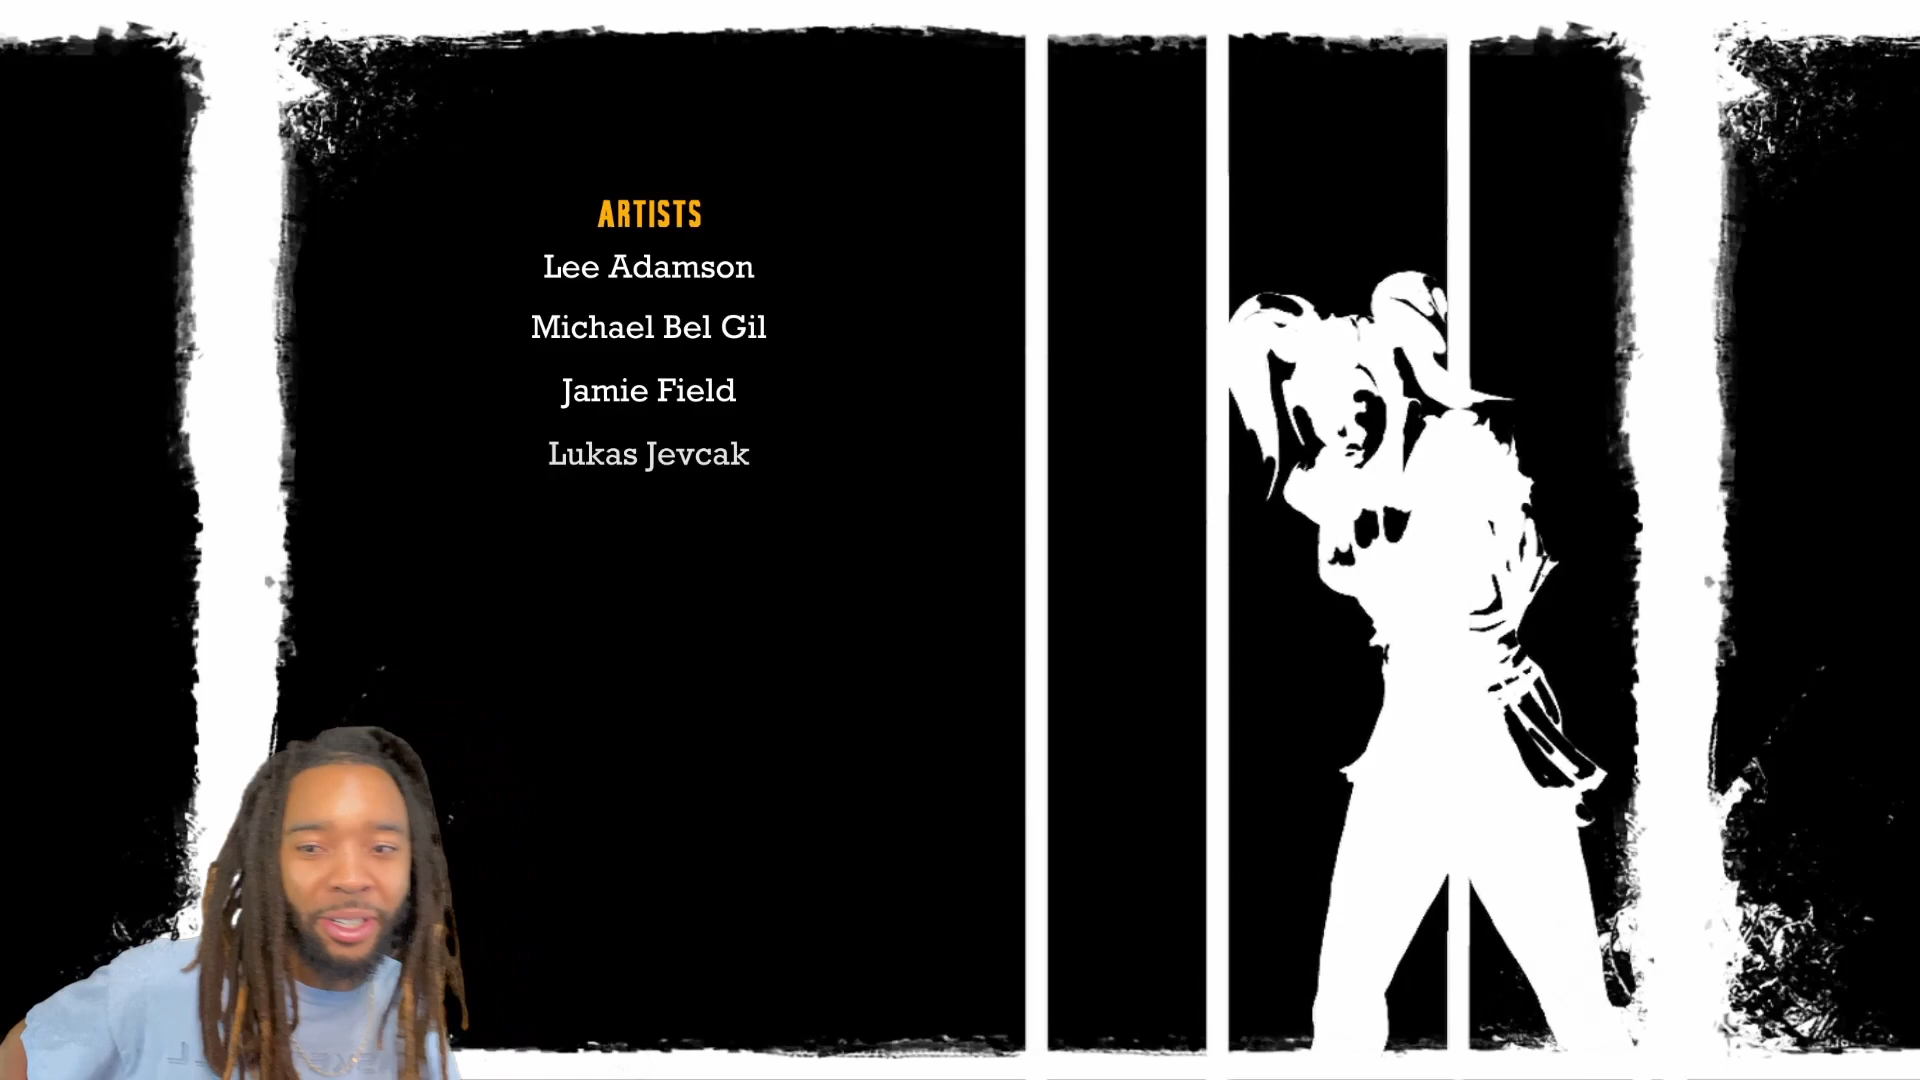 ARTISTS
Lee Adamson
Michael Bel Gil
Jamie Field
Lukas Jevcak